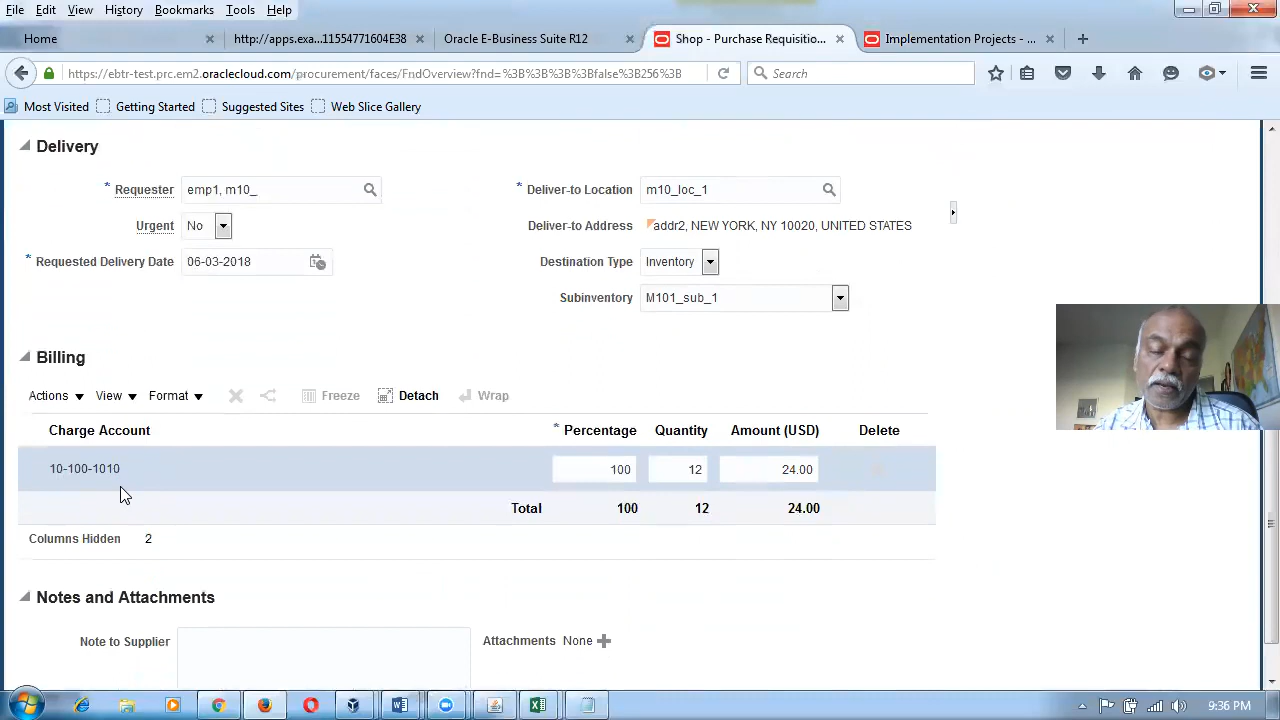 File Edit View History Bookmarks Tools Help
Home http://apps.exa...11554771604E38 Oracle E-Business Suite R12 Shop - Purchase Requisitio... Implementation Projects - ...
https://ebtr-test.prc.em2.oraclecloud.com/procurement/faces/FndOverview?fnd=%3B%3B%3B%3Bfalse%3B256%3B Search
Most Visited Getting Started Suggested Sites Web Slice Gallery
Delivery
* Requester emp1, m10_ * Deliver-to Location m10_loc_1
Urgent No Deliver-to Address addr2, NEW YORK, NY 10020, UNITED STATES
* Requested Delivery Date 06-03-2018 Destination Type Inventory
Subinventory M101_sub_1
Billing
Actions View Format Freeze Detach Wrap
Charge Account * Percentage Quantity Amount (USD) Delete
10-100-1010 100 12 24.00
Total 100 12 24.00
Columns Hidden 2
Notes and Attachments
Note to Supplier Attachments None
9:36 PM